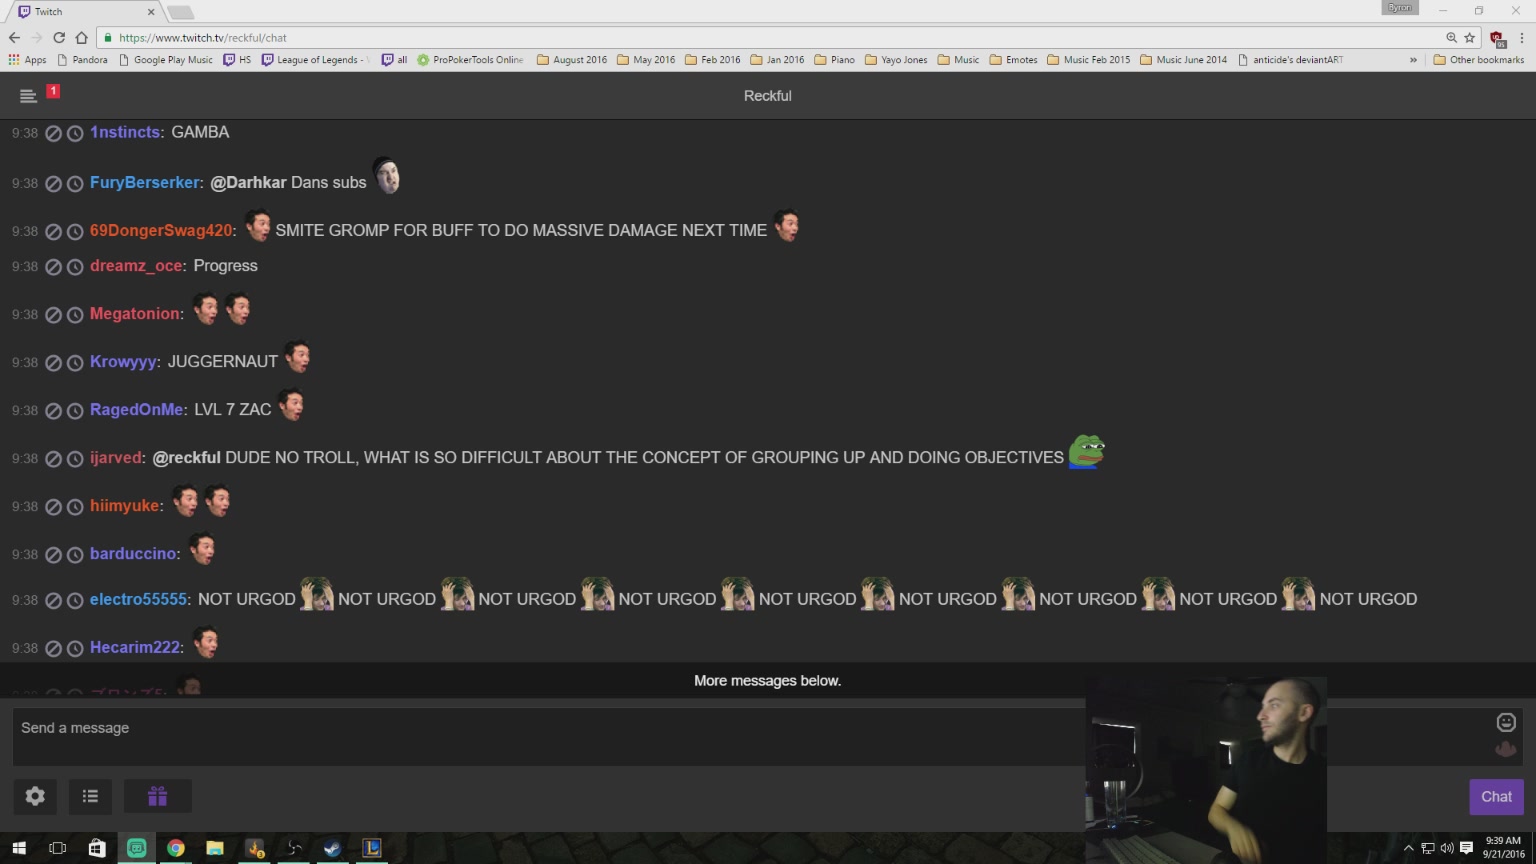 Twitch
Byron
https://www.twitch.tv/reckful/chat
95
Apps Pandora Google Play Music HS League of Legends - all ProPokerTools Online August 2016 May 2016 Feb 2016 Jan 2016 Piano Yayo Jones Music Emotes Music Feb 2015 Music June 2014 anticide's deviantART » Other bookmarks
1
Reckful
9:38 1nstincts: GAMBA
9:38 FuryBerserker: @Darhkar Dans subs
9:38 69DongerSwag420: SMITE GROMP FOR BUFF TO DO MASSIVE DAMAGE NEXT TIME
9:38 dreamz_oce: Progress
9:38 Megatonion:
9:38 Krowyyy: JUGGERNAUT
9:38 RagedOnMe: LVL 7 ZAC
9:38 ijarved: @reckful DUDE NO TROLL, WHAT IS SO DIFFICULT ABOUT THE CONCEPT OF GROUPING UP AND DOING OBJECTIVES
9:38 hiimyuke:
9:38 barduccino:
9:38 electro55555: NOT URGOD NOT URGOD NOT URGOD NOT URGOD NOT URGOD NOT URGOD NOT URGOD NOT URGOD NOT URGOD
9:38 Hecarim222:
More messages below.
Send a message
Chat
9:39 AM
9/21/2016